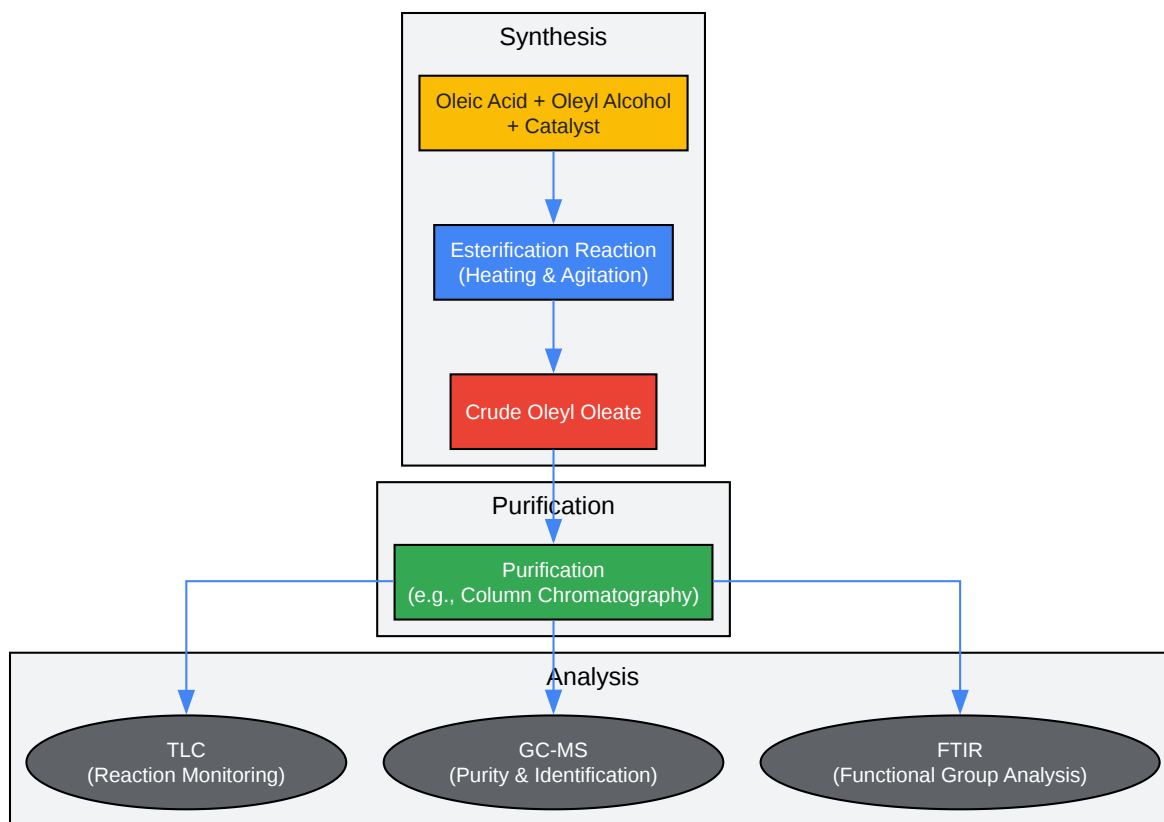 Synthesis
Oleic Acid + Oleyl Alcohol
+ Catalyst
Esterification Reaction
(Heating & Agitation)
Crude Oleyl Oleate
Purification
Purification
(e.g., Column Chromatography)
Analysis
TLC
(Reaction Monitoring)
GC-MS
(Purity & Identification)
FTIR
(Functional Group Analysis)